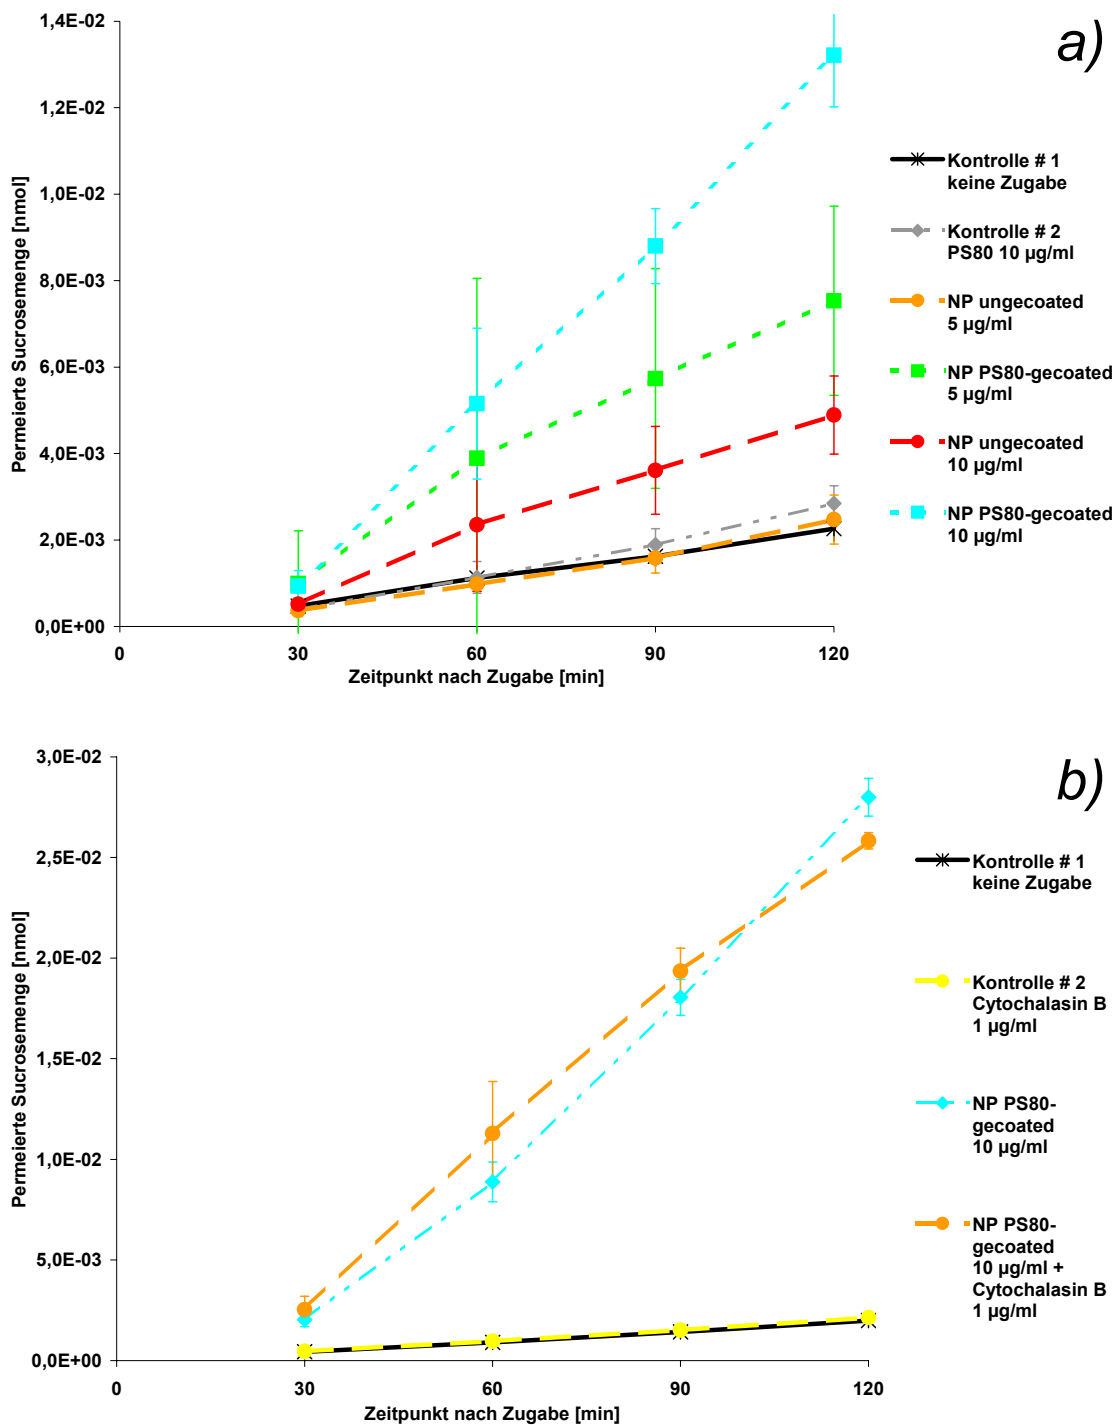 a)
1,4E-02
1,2E-02
1,0E-02
8,0E-03
6,0E-03
4,0E-03
2,0E-03
0,0E+00
Permeierte Sucrosemenge [nmol]
0 30 60 90 120
Zeitpunkt nach Zugabe [min]
Kontrolle # 1
keine Zugabe
Kontrolle # 2
PS80 10 µg/ml
NP ungecoated
5 µg/ml
NP PS80-gecoated
5 µg/ml
NP ungecoated
10 µg/ml
NP PS80-gecoated
10 µg/ml
b)
3,0E-02
2,5E-02
2,0E-02
1,5E-02
1,0E-02
5,0E-03
0,0E+00
Permeierte Sucrosemenge [nmol]
0 30 60 90 120
Zeitpunkt nach Zugabe [min]
Kontrolle # 1
keine Zugabe
Kontrolle # 2
Cytochalasin B
1 µg/ml
NP PS80-
gecoated
10 µg/ml
NP PS80-
gecoated
10 µg/ml +
Cytochalasin B
1 µg/ml